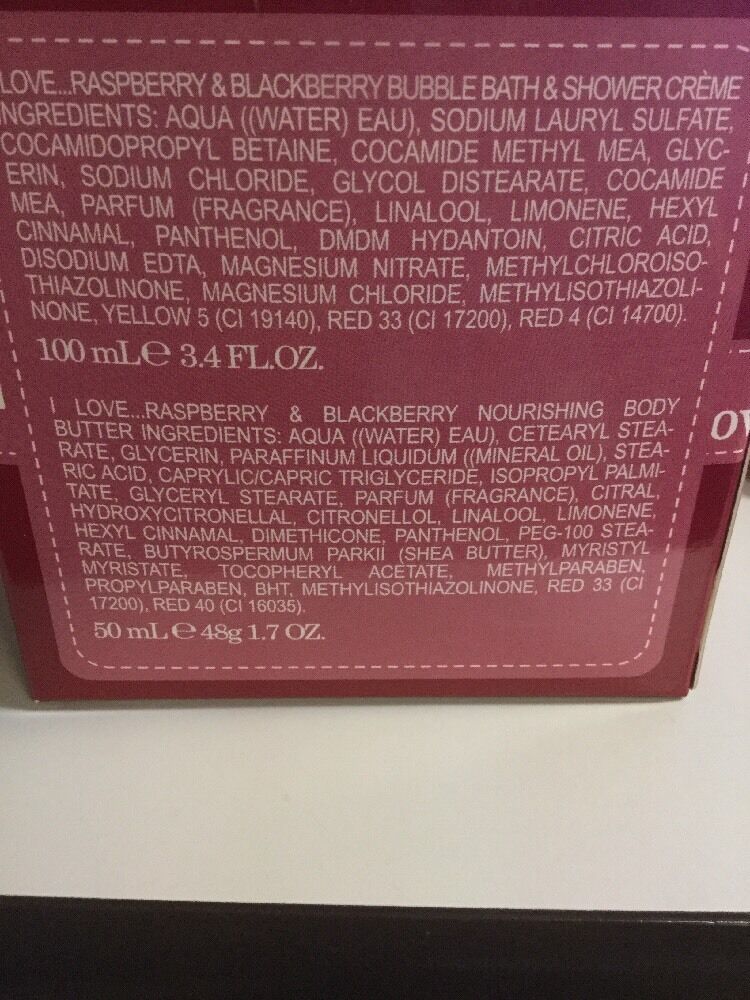 LOVE...RASPBERRY & BLACKBERRY BUBBLE BATH & SHOWER CRÈME
INGREDIENTS: AQUA ((WATER) EAU), SODIUM LAURYL SULFATE,
COCAMIDOPROPYL BETAINE, COCAMIDE METHYL MEA, GLYC-
ERIN, SODIUM CHLORIDE, GLYCOL DISTEARATE, COCAMIDE
MEA, PARFUM (FRAGRANCE), LINALOOL, LIMONENE, HEXYL
CINNAMAL, PANTHENOL, DMDM HYDANTOIN, CITRIC ACID,
DISODIUM EDTA, MAGNESIUM NITRATE, METHYLCHLOROISO-
THIAZOLINONE, MAGNESIUM CHLORIDE, METHYLISOTHIAZOLI-
NONE, YELLOW 5 (CI 19140), RED 33 (CI 17200), RED 4 (CI 14700).
100 mL℮ 3.4 FL.OZ.
I LOVE...RASPBERRY & BLACKBERRY NOURISHING BODY
BUTTER INGREDIENTS: AQUA ((WATER) EAU), CETEARYL STEA-
RATE, GLYCERIN, PARAFFINUM LIQUIDUM ((MINERAL OIL), STEA-
RIC ACID, CAPRYLIC/CAPRIC TRIGLYCERIDE, ISOPROPYL PALMI-
TATE, GLYCERYL STEARATE, PARFUM (FRAGRANCE), CITRAL,
HYDROXYCITRONELLAL, CITRONELLOL, LINALOOL, LIMONENE,
HEXYL CINNAMAL, DIMETHICONE, PANTHENOL, PEG-100 STEA-
RATE, BUTYROSPERMUM PARKII (SHEA BUTTER), MYRISTYL
MYRISTATE, TOCOPHERYL ACETATE, METHYLPARABEN,
PROPYLPARABEN, BHT, METHYLISOTHIAZOLINONE, RED 33 (CI
17200), RED 40 (CI 16035).
50 mL ℮ 48g 1.7 OZ.